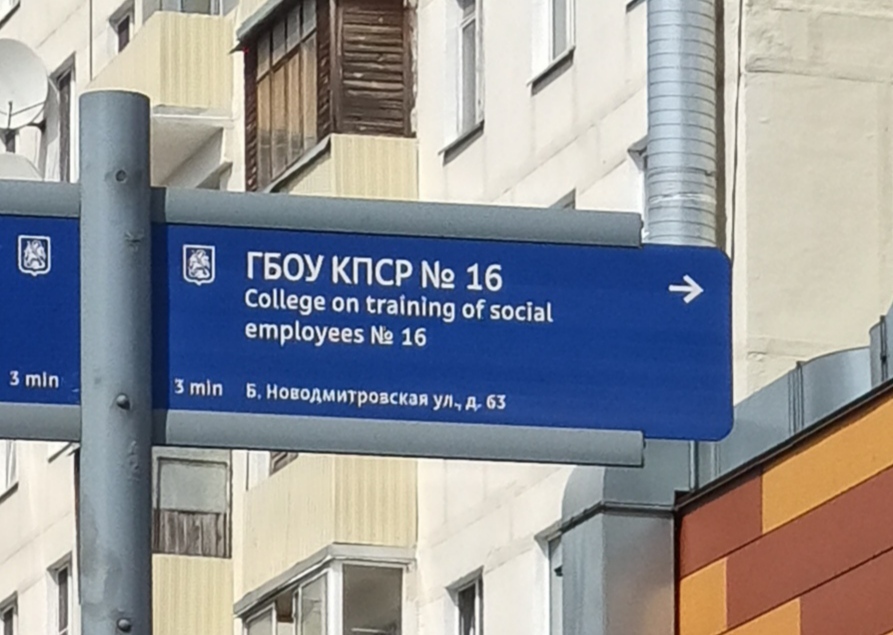 ГБОУ КПСР № 16
College on training of social
employees № 16
3 min
3 min Б. Новодмитровская ул., д. 63